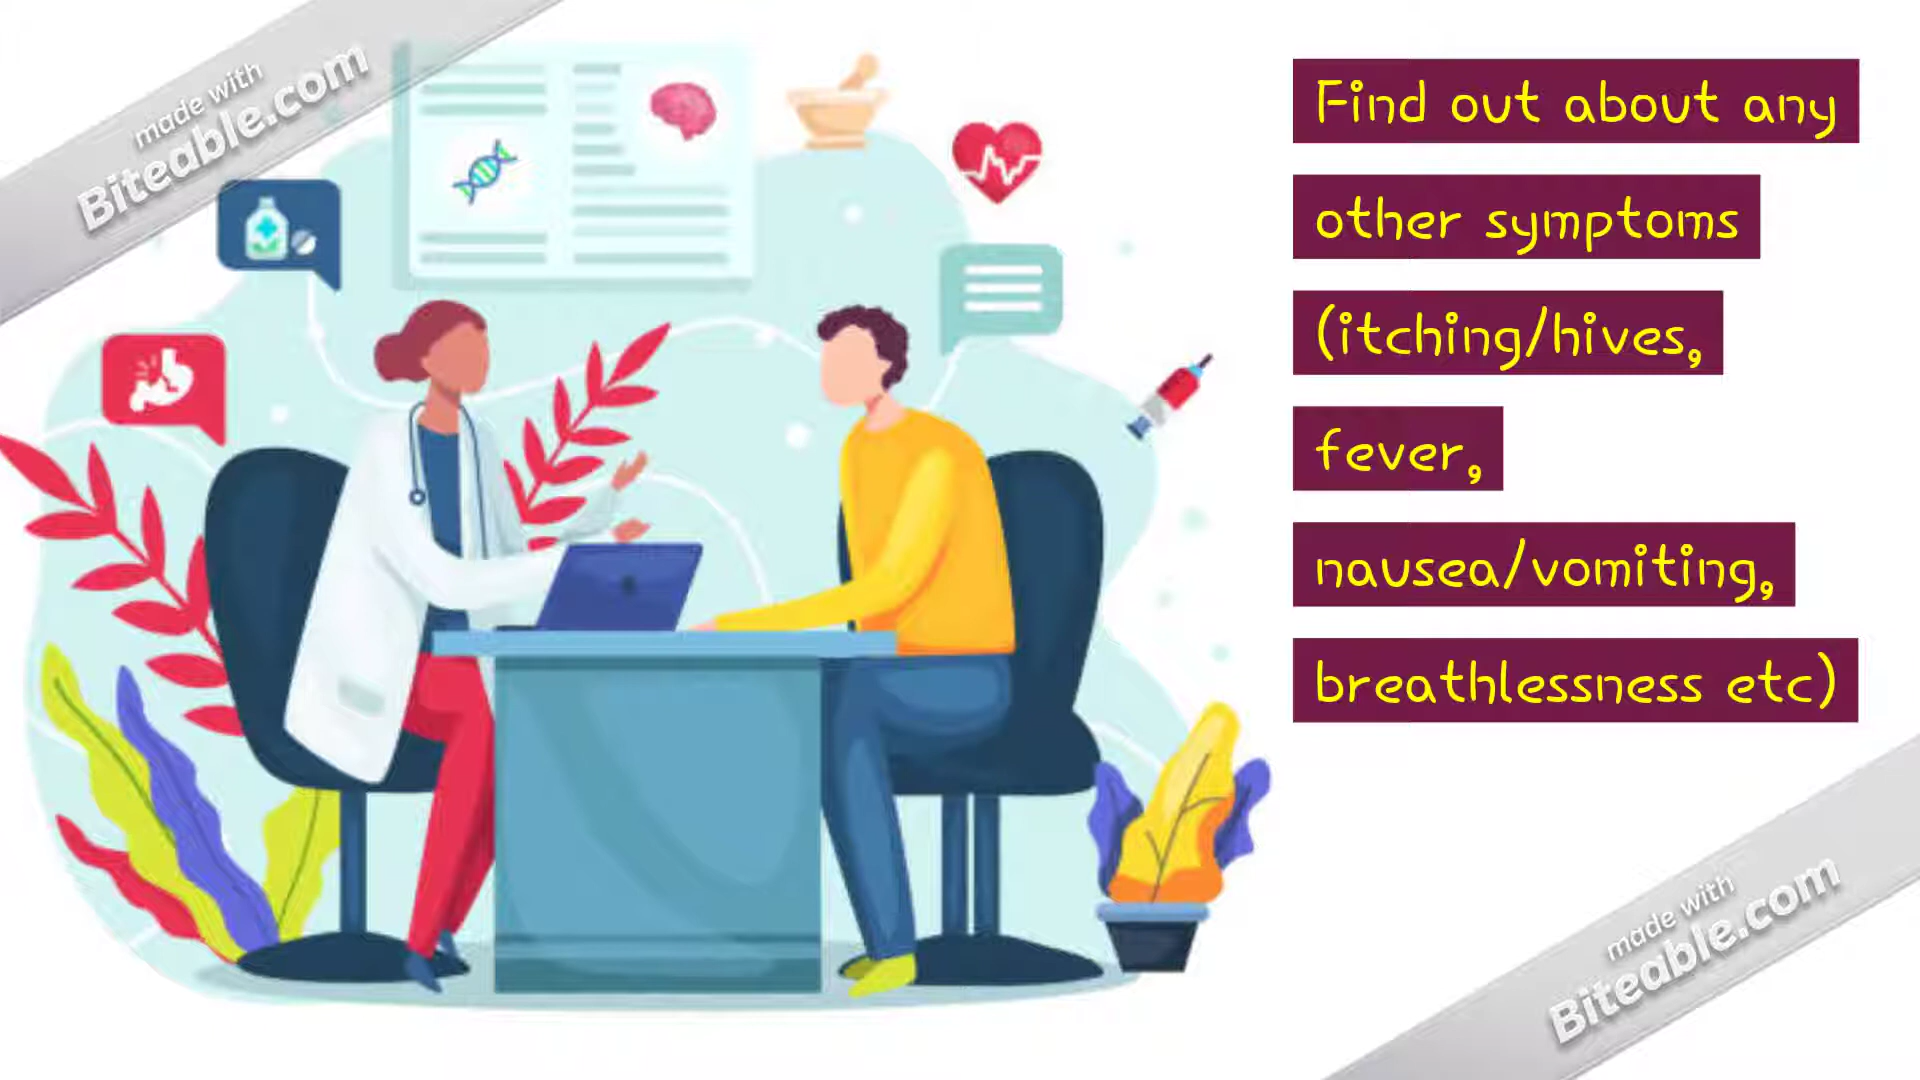 made with
Biteable.com
Find out about any
other symptoms
(itching/hives,
fever,
nausea/vomiting,
breathlessness etc)
made with
Biteable.com